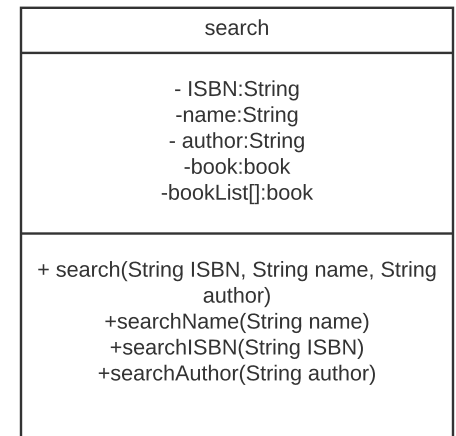 search
- ISBN:String
-name:String
- author:String
-book:book
-bookList[]:book
+ search(String ISBN, String name, String
author)
+searchName(String name)
+searchISBN(String ISBN)
+searchAuthor(String author)